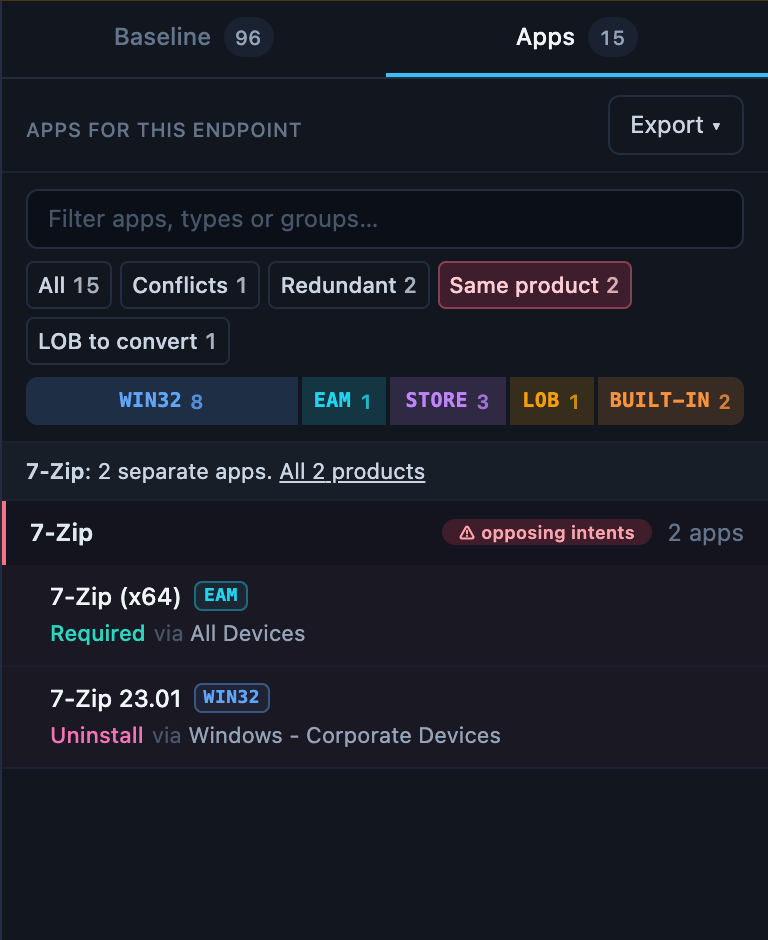 Baseline 96 Apps 15
APPS FOR THIS ENDPOINT Export ▾
Filter apps, types or groups...
All 15 Conflicts 1 Redundant 2 Same product 2
LOB to convert 1
WIN32 8 EAM 1 STORE 3 LOB 1 BUILT-IN 2
7-Zip: 2 separate apps. All 2 products
7-Zip ⚠ opposing intents 2 apps
7-Zip (x64) EAM
Required via All Devices
7-Zip 23.01 WIN32
Uninstall via Windows - Corporate Devices